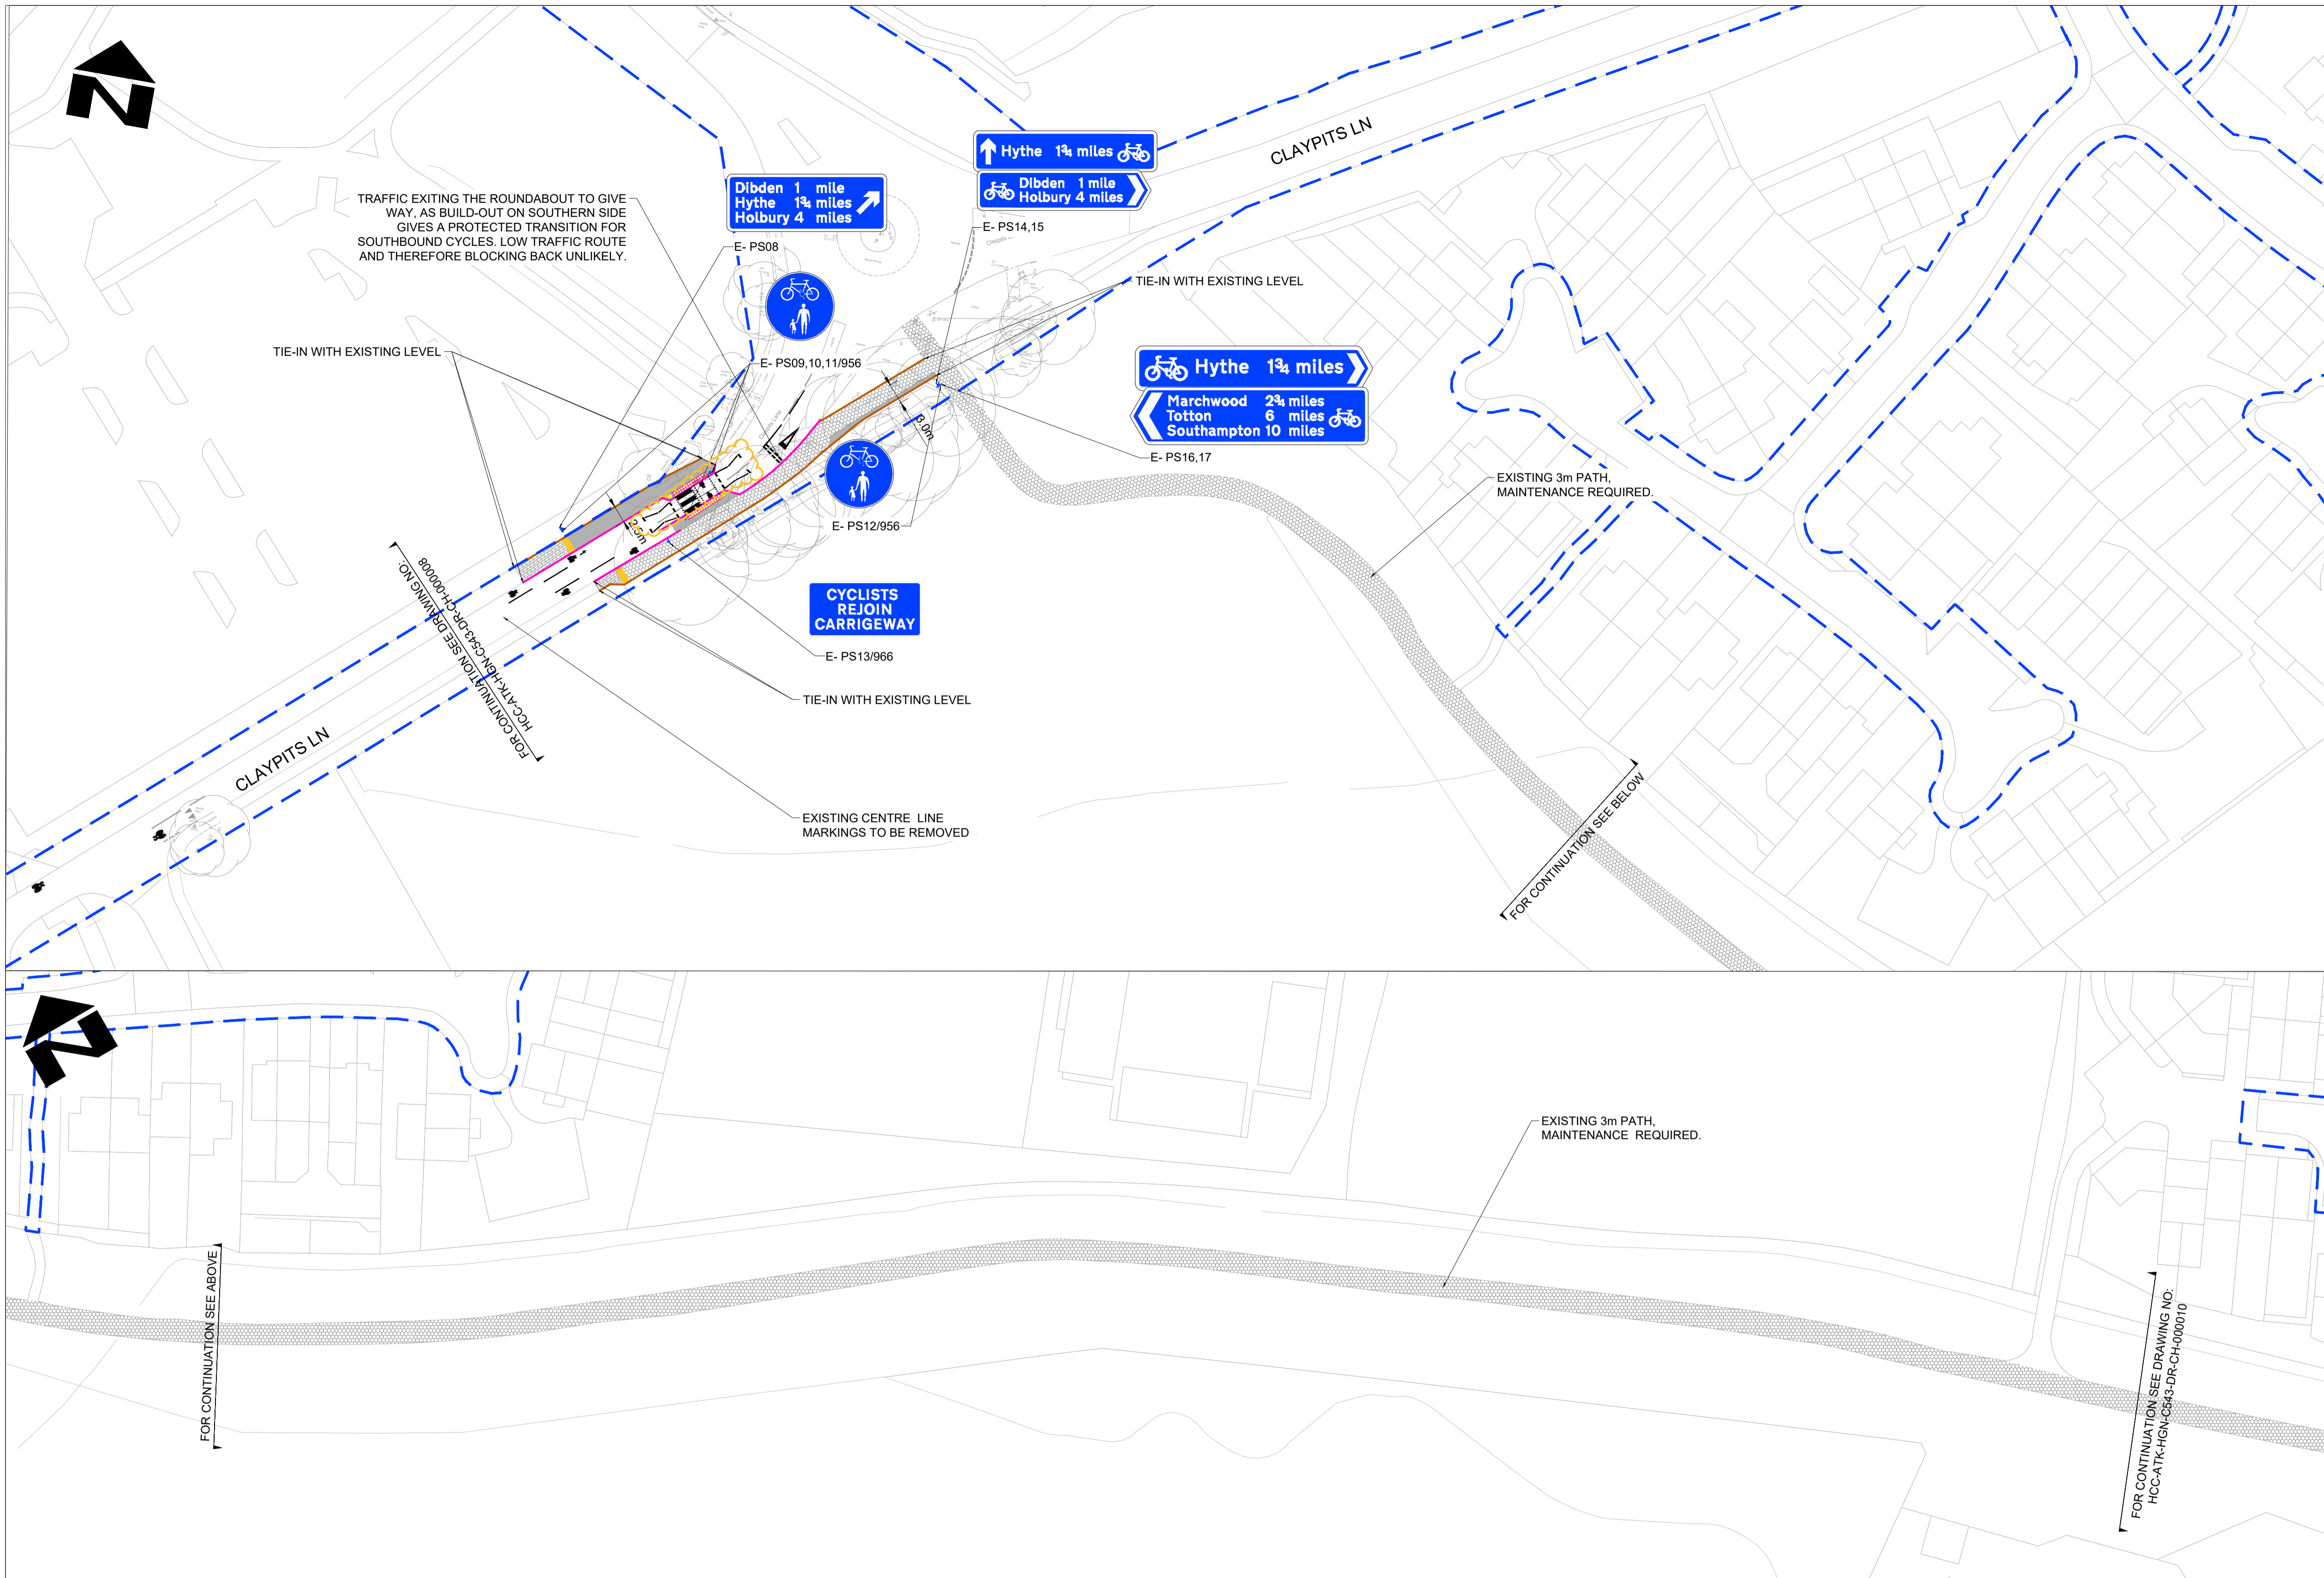 N
TRAFFIC EXITING THE ROUNDABOUT TO GIVE
WAY, AS BUILD-OUT ON SOUTHERN SIDE
GIVES A PROTECTED TRANSITION FOR
SOUTHBOUND CYCLES. LOW TRAFFIC ROUTE
AND THEREFORE BLOCKING BACK UNLIKELY.
Dibden 1 mile
Hythe 1¾ miles
Holbury 4 miles
E- PS08
Hythe 1¾ miles
Dibden 1 mile
Holbury 4 miles
E- PS14,15
CLAYPITS LN
TIE-IN WITH EXISTING LEVEL
TIE-IN WITH EXISTING LEVEL
E- PS09,10,11/956
Hythe 1¾ miles
Marchwood 2¾ miles
Totton 6 miles
Southampton 10 miles
E- PS16,17
3.0m
2.5m
E- PS12/956
EXISTING 3m PATH,
MAINTENANCE REQUIRED.
CYCLISTS
REJOIN
CARRIGEWAY
E- PS13/966
TIE-IN WITH EXISTING LEVEL
FOR CONTINUATION SEE DRAWING NO:
HCC-ATK-HGN-C543-DR-CH-000008
CLAYPITS LN
EXISTING CENTRE LINE
MARKINGS TO BE REMOVED
FOR CONTINUATION SEE BELOW
N
EXISTING 3m PATH,
MAINTENANCE REQUIRED.
FOR CONTINUATION SEE ABOVE
FOR CONTINUATION SEE DRAWING NO:
HCC-ATK-HGN-C543-DR-CH-000010